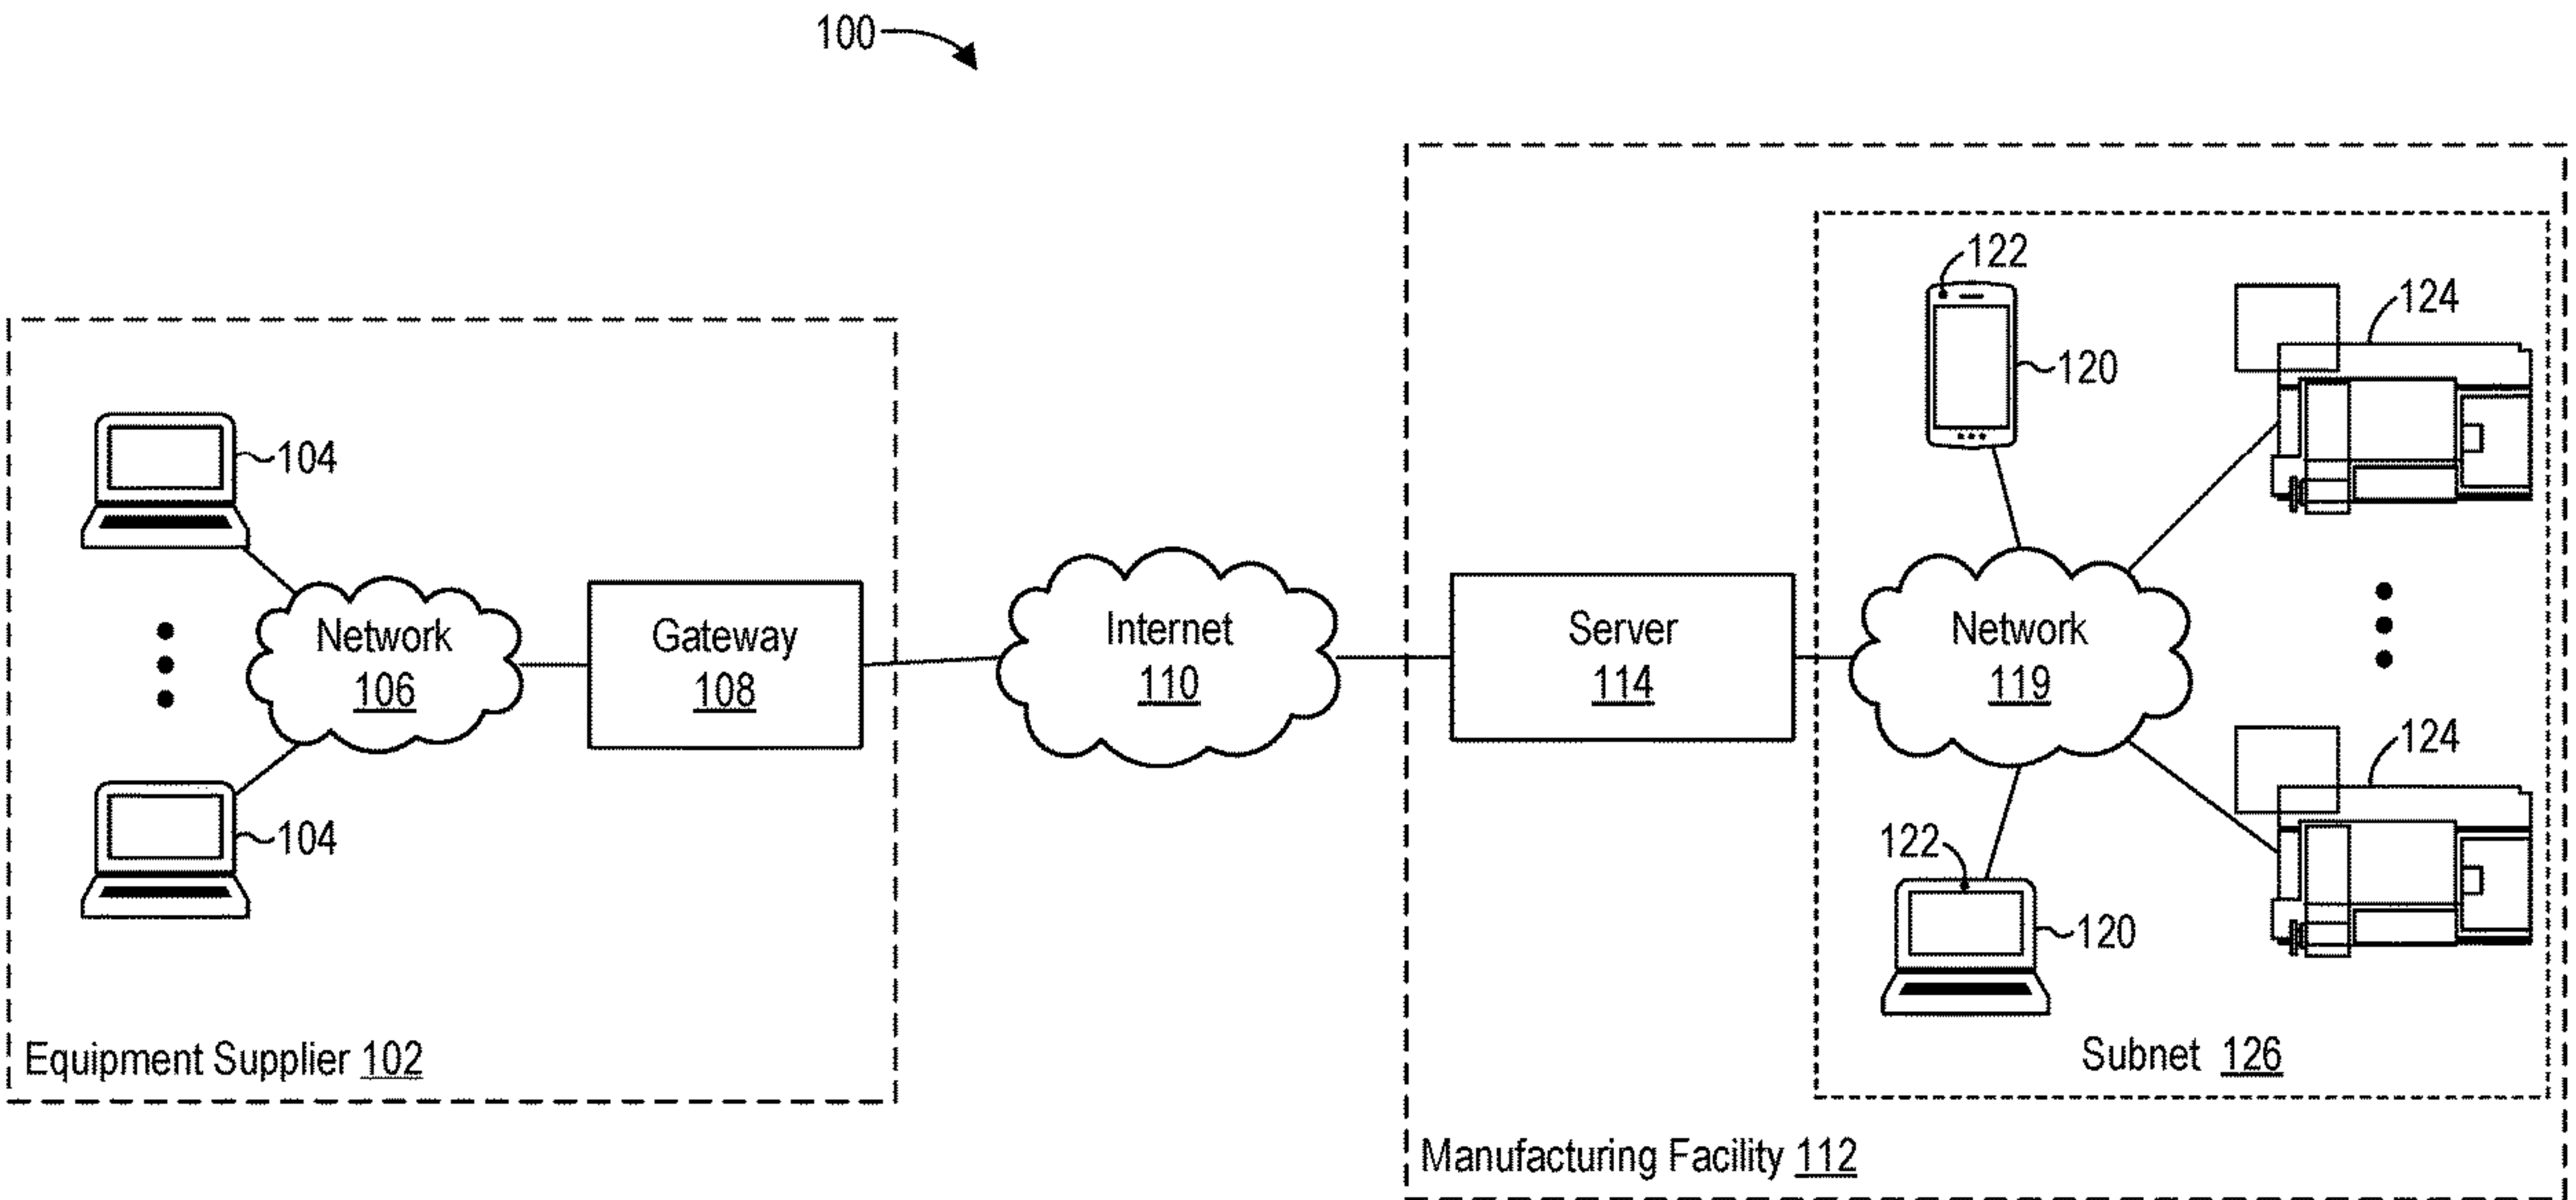 100
122
124
120
104
Network
106
Gateway
108
Internet
110
Server
114
Network
119
124
104
122
120
Equipment Supplier 102
Subnet 126
Manufacturing Facility 112